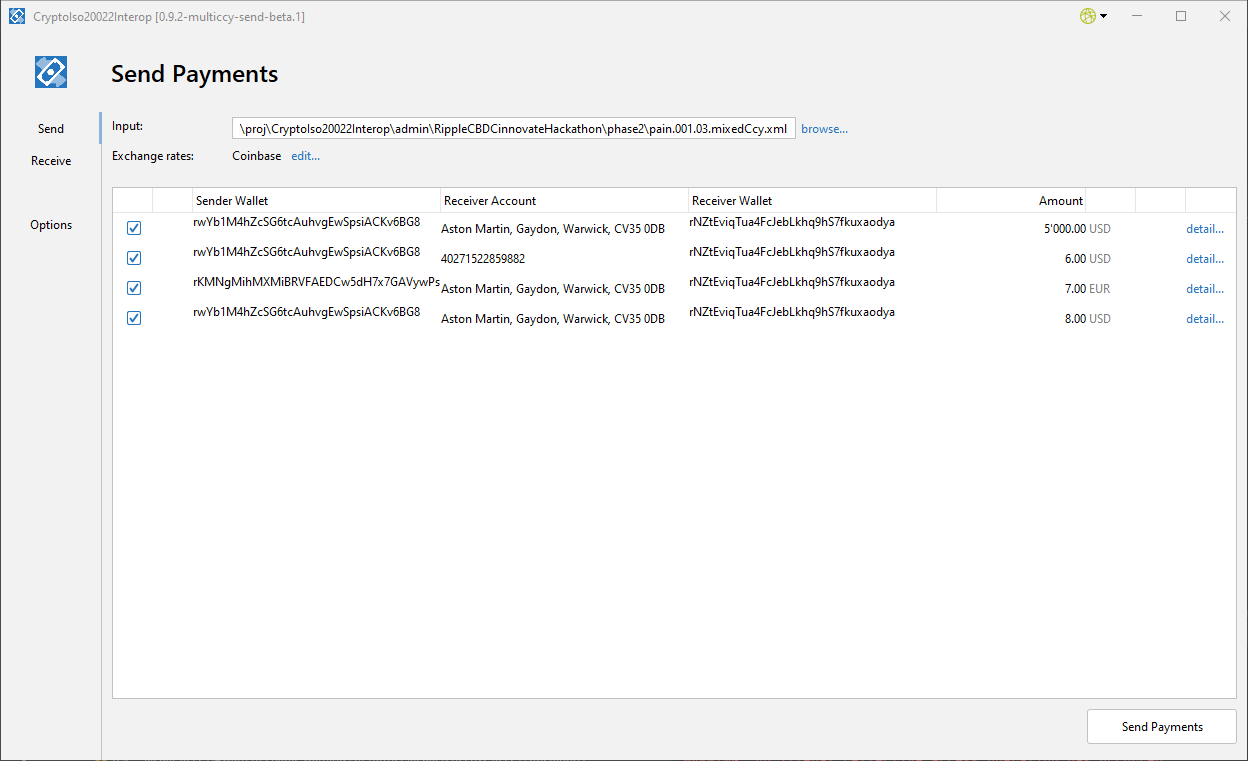 CryptoIso20022Interop [0.9.2-multiccy-send-beta.1]
Send Payments
Send
Receive
Options
Input: \proj\CryptoIso20022Interop\admin\RippleCBDCinnovateHackathon\phase2\pain.001.03.mixedCcy.xml browse...
Exchange rates: Coinbase edit...
Sender Wallet Receiver Account Receiver Wallet Amount
rwYb1M4hZcSG6tcAuhvgEwSpsiACKv6BG8 Aston Martin, Gaydon, Warwick, CV35 0DB rNZtEviqTua4FcJebLkhq9hS7fkuxaodya 5'000.00 USD detail...
rwYb1M4hZcSG6tcAuhvgEwSpsiACKv6BG8 40271522859882 rNZtEviqTua4FcJebLkhq9hS7fkuxaodya 6.00 USD detail...
rKMNgMihMXMiBRVFAEDCw5dH7x7GAVywPs Aston Martin, Gaydon, Warwick, CV35 0DB rNZtEviqTua4FcJebLkhq9hS7fkuxaodya 7.00 EUR detail...
rwYb1M4hZcSG6tcAuhvgEwSpsiACKv6BG8 Aston Martin, Gaydon, Warwick, CV35 0DB rNZtEviqTua4FcJebLkhq9hS7fkuxaodya 8.00 USD detail...
Send Payments